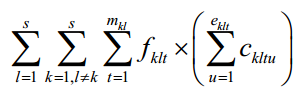 \sum_{l=1}^{s} \sum_{k=1,l \neq k}^{s} \sum_{t=1}^{m_{kl}} f_{klt} \times \left( \sum_{u=1}^{e_{klt}} c_{kltu} \right)